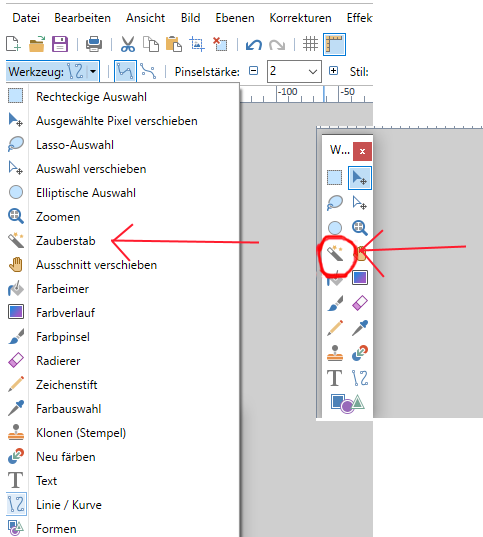 Datei Bearbeiten Ansicht Bild Ebenen Korrekturen Effekt
Werkzeug: Pinselstärke: 2 Stil:
-100 -50
Rechteckige Auswahl
Ausgewählte Pixel verschieben
Lasso-Auswahl
Auswahl verschieben
Elliptische Auswahl
Zoomen
Zauberstab
Ausschnitt verschieben
Farbeimer
Farbverlauf
Farbpinsel
Radierer
Zeichenstift
Farbauswahl
Klonen (Stempel)
Neu färben
Text
Linie / Kurve
Formen
W... x